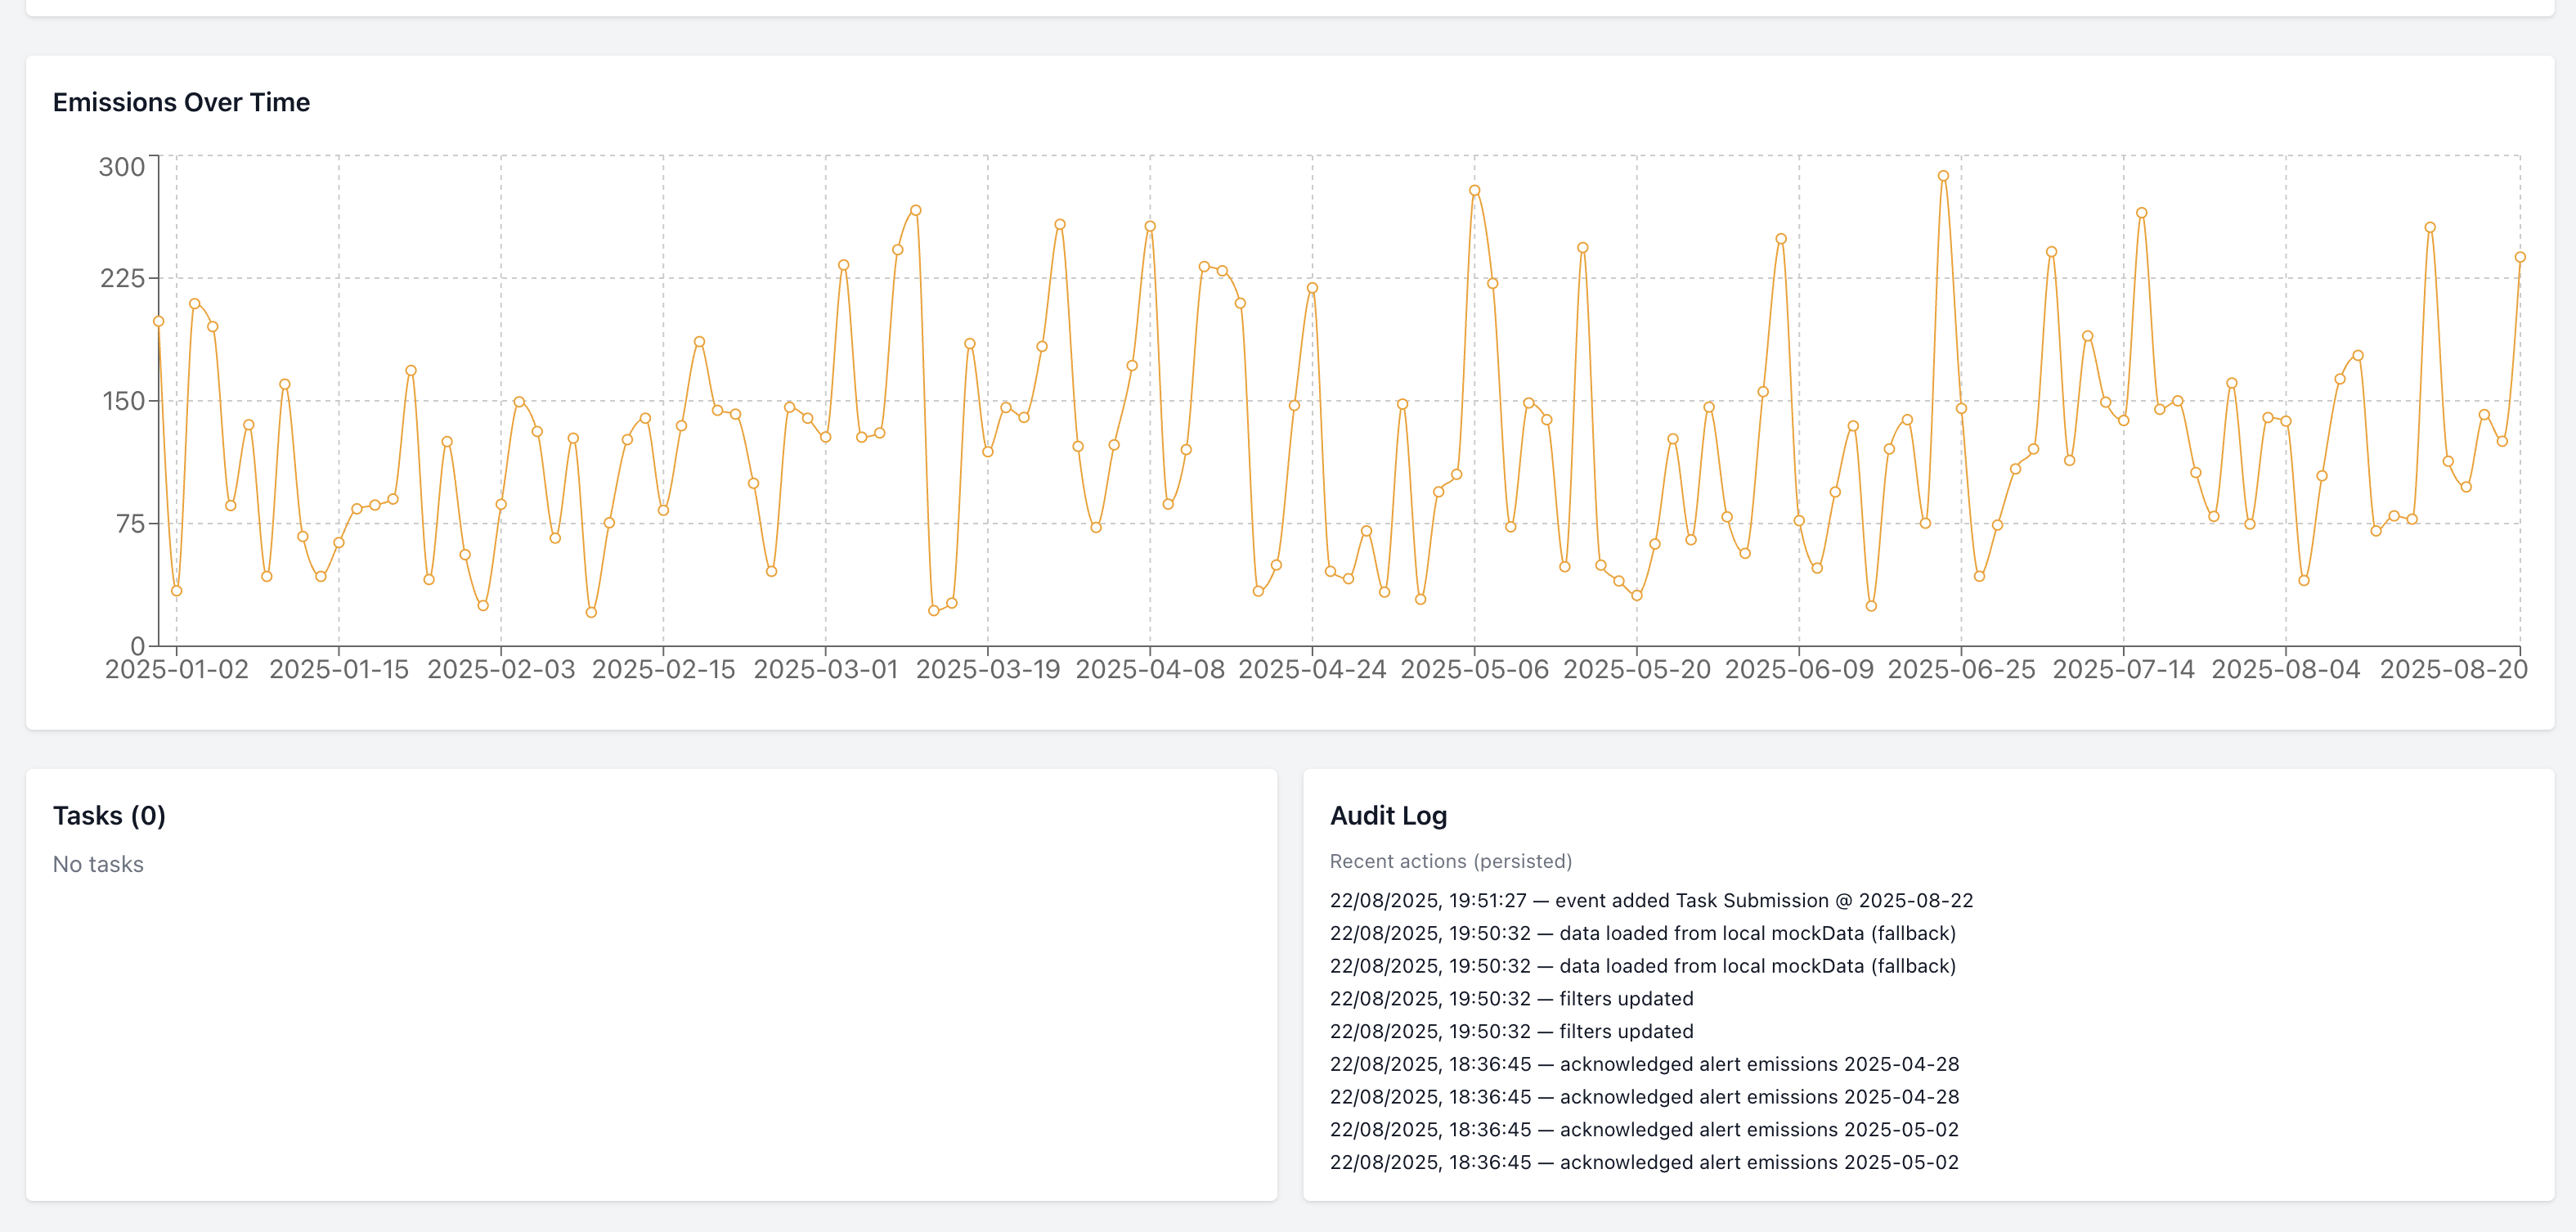 Emissions Over Time
300
225
150
75
0
2025-01-02 2025-01-15 2025-02-03 2025-02-15 2025-03-01 2025-03-19 2025-04-08 2025-04-24 2025-05-06 2025-05-20 2025-06-09 2025-06-25 2025-07-14 2025-08-04 2025-08-20
Tasks (0)
No tasks
Audit Log
Recent actions (persisted)
22/08/2025, 19:51:27 — event added Task Submission @ 2025-08-22
22/08/2025, 19:50:32 — data loaded from local mockData (fallback)
22/08/2025, 19:50:32 — data loaded from local mockData (fallback)
22/08/2025, 19:50:32 — filters updated
22/08/2025, 19:50:32 — filters updated
22/08/2025, 18:36:45 — acknowledged alert emissions 2025-04-28
22/08/2025, 18:36:45 — acknowledged alert emissions 2025-04-28
22/08/2025, 18:36:45 — acknowledged alert emissions 2025-05-02
22/08/2025, 18:36:45 — acknowledged alert emissions 2025-05-02